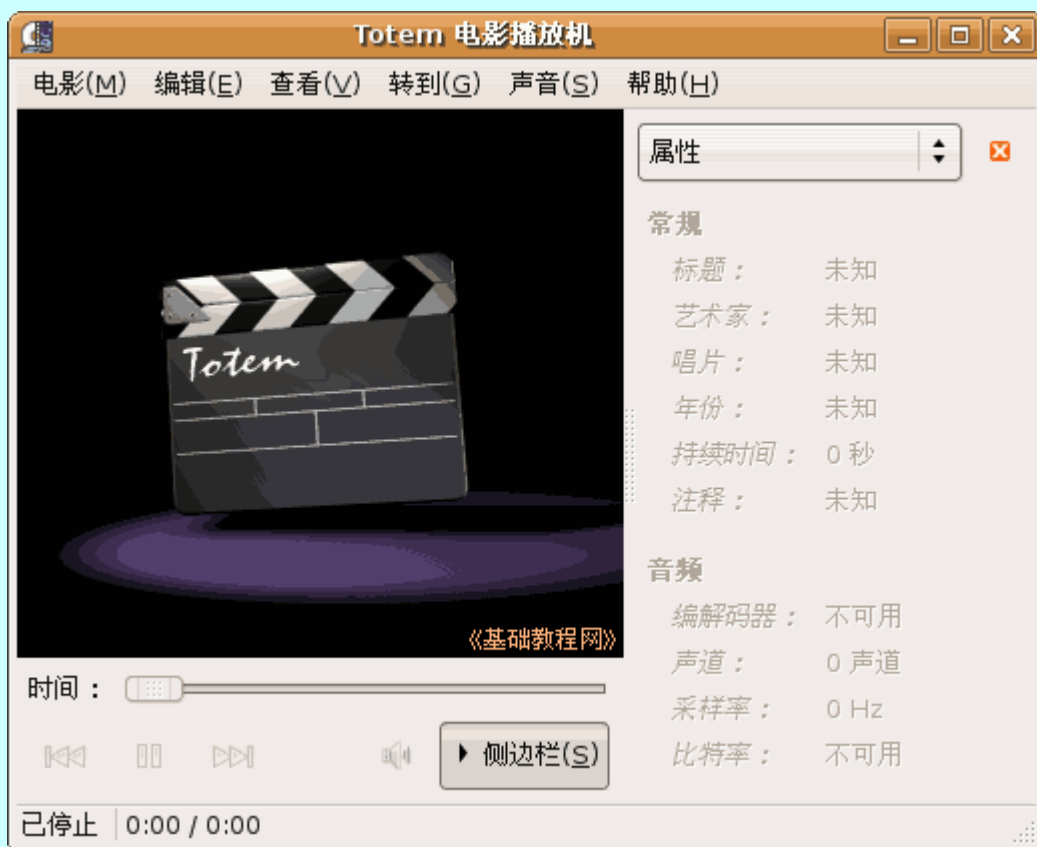 Totem 电影播放机
电影(M) 编辑(E) 查看(V) 转到(G) 声音(S) 帮助(H)
属性
常规
标题： 未知
艺术家： 未知
唱片： 未知
年份： 未知
持续时间： 0 秒
注释： 未知
音频
编解码器： 不可用
声道： 0 声道
采样率： 0 Hz
比特率： 不可用
Totem
《基础教程网》
时间：
侧边栏(S)
已停止 0:00 / 0:00